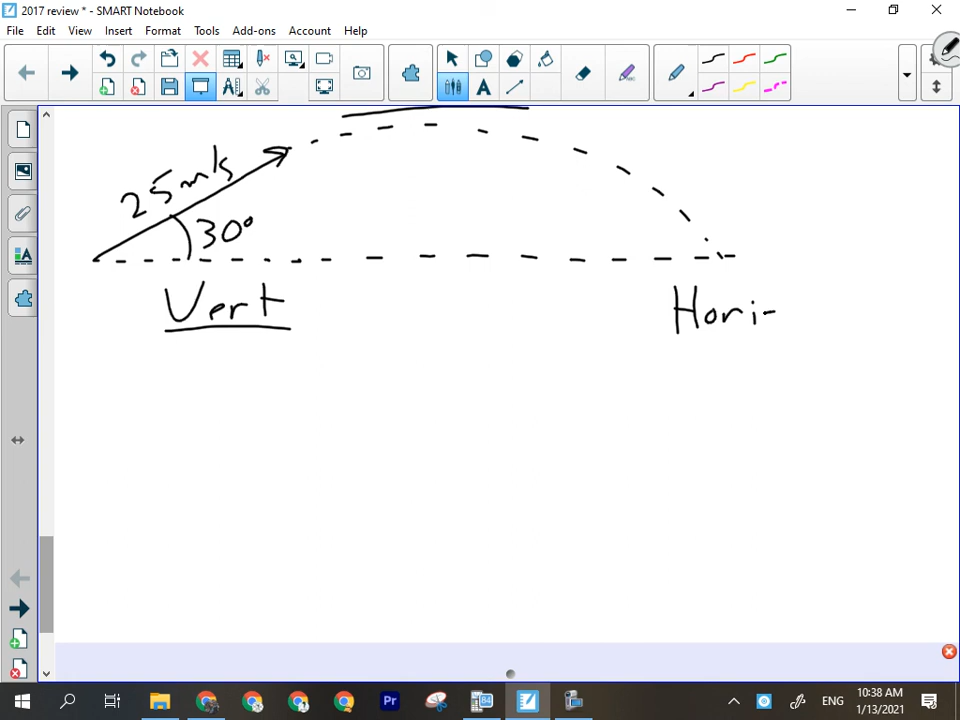 2017 review * - SMART Notebook
File Edit View Insert Format Tools Add-ons Account Help
25 m/s
30°
Vert
Hori-
ENG
10:38 AM
1/13/2021